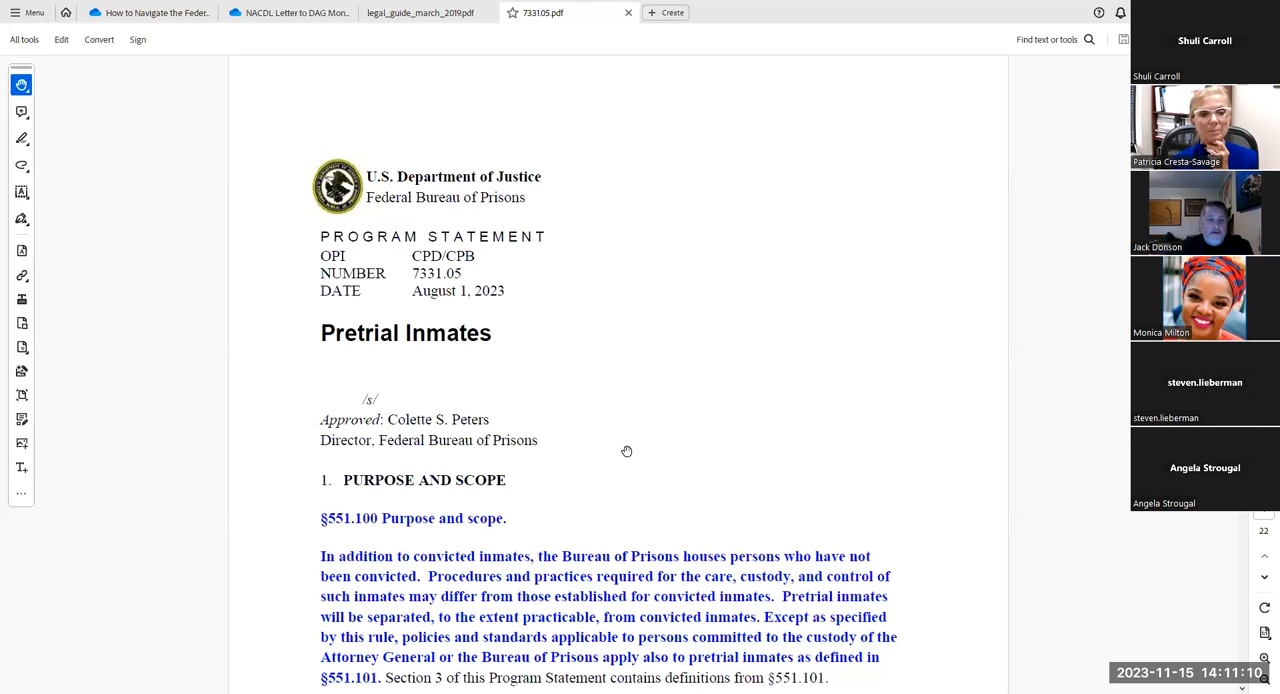 Menu
How to Navigate the Feder...
NACDL Letter to DAG Mon...
legal_guide_march_2019.pdf
7331.05.pdf
Create
All tools
Edit
Convert
Sign
Find text or tools
U.S. Department of Justice
Federal Bureau of Prisons
PROGRAM STATEMENT
OPI CPD/CPB
NUMBER 7331.05
DATE August 1, 2023
Pretrial Inmates
/s/
Approved: Colette S. Peters
Director, Federal Bureau of Prisons
1. PURPOSE AND SCOPE
§551.100 Purpose and scope.
In addition to convicted inmates, the Bureau of Prisons houses persons who have not
been convicted. Procedures and practices required for the care, custody, and control of
such inmates may differ from those established for convicted inmates. Pretrial inmates
will be separated, to the extent practicable, from convicted inmates. Except as specified
by this rule, policies and standards applicable to persons committed to the custody of the
Attorney General or the Bureau of Prisons apply also to pretrial inmates as defined in
§551.101. Section 3 of this Program Statement contains definitions from §551.101.
Shuli Carroll
Shuli Carroll
Patricia Cresta-Savage
Jack Donson
Monica Milton
steven.lieberman
steven.lieberman
Angela Strougal
Angela Strougal
22
2023-11-15 14:11:10